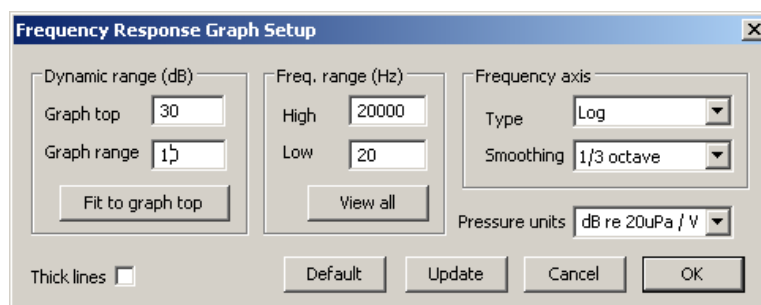 Frequency Response Graph Setup
Dynamic range (dB)
Graph top 30
Graph range
Fit to graph top
Freq. range (Hz)
High 20000
Low 20
View all
Frequency axis
Type Log
Smoothing 1/3 octave
Pressure units dB re 20uPa / V
Thick lines
Default
Update
Cancel
OK